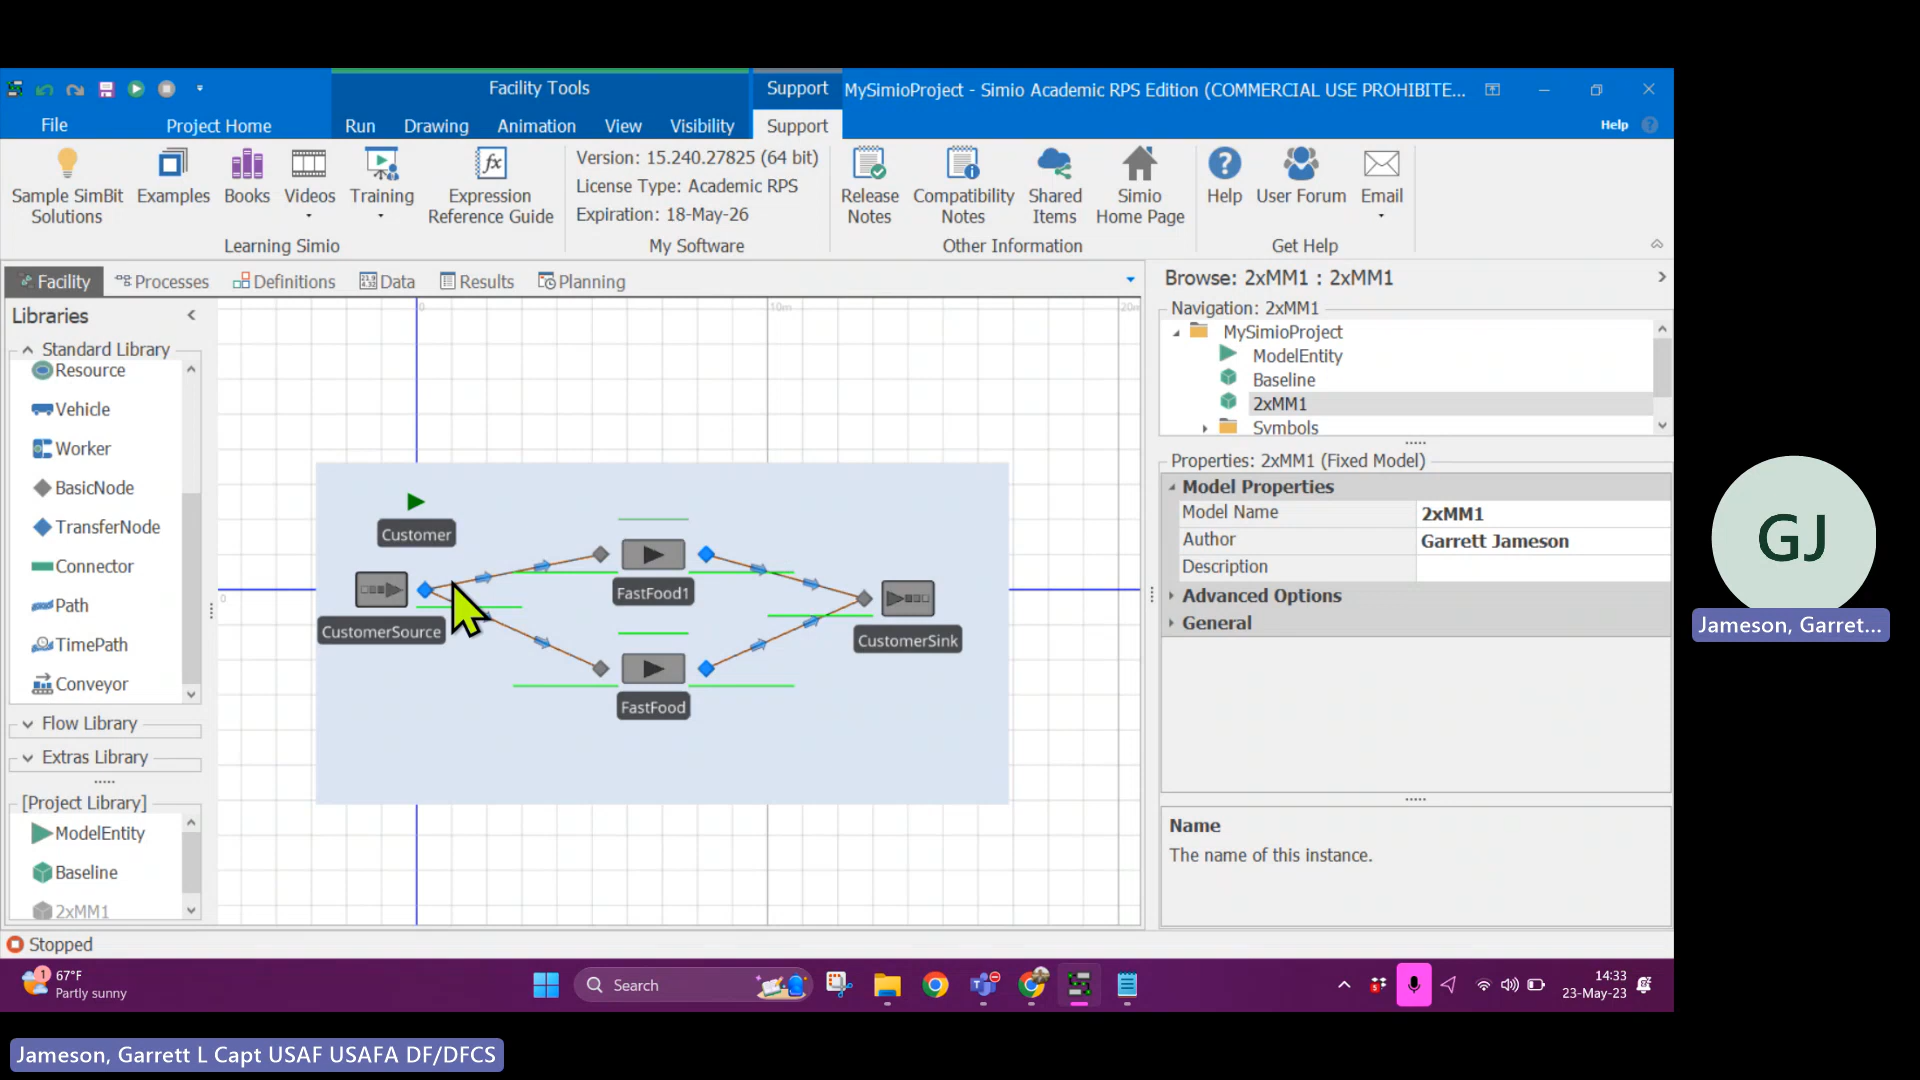 Facility Tools
Support
MySimioProject - Simio Academic RPS Edition (COMMERCIAL USE PROHIBITE...
File
Project Home
Run
Drawing
Animation
View
Visibility
Support
Help
Sample SimBit
Solutions
Examples
Books
Videos
Training
Expression
Reference Guide
Learning Simio
Version: 15.240.27825 (64 bit)
License Type: Academic RPS
Expiration: 18-May-26
My Software
Release
Notes
Compatibility
Notes
Shared
Items
Simio
Home Page
Other Information
Help
User Forum
Email
Get Help
Facility
Processes
Definitions
Data
Results
Planning
Libraries
Standard Library
Resource
Vehicle
Worker
BasicNode
TransferNode
Connector
Path
TimePath
Conveyor
Flow Library
Extras Library
[Project Library]
ModelEntity
Baseline
2xMM1
0
10m
20m
0
Customer
CustomerSource
FastFood1
FastFood
CustomerSink
Browse: 2xMM1 : 2xMM1
Navigation: 2xMM1
MySimioProject
ModelEntity
Baseline
2xMM1
Symbols
Properties: 2xMM1 (Fixed Model)
Model Properties
Model Name
2xMM1
Author
Garrett Jameson
Description
Advanced Options
General
Name
The name of this instance.
Stopped
1
67°F
Partly sunny
Search
14:33
23-May-23
GJ
Jameson, Garret...
Jameson, Garrett L Capt USAF USAFA DF/DFCS